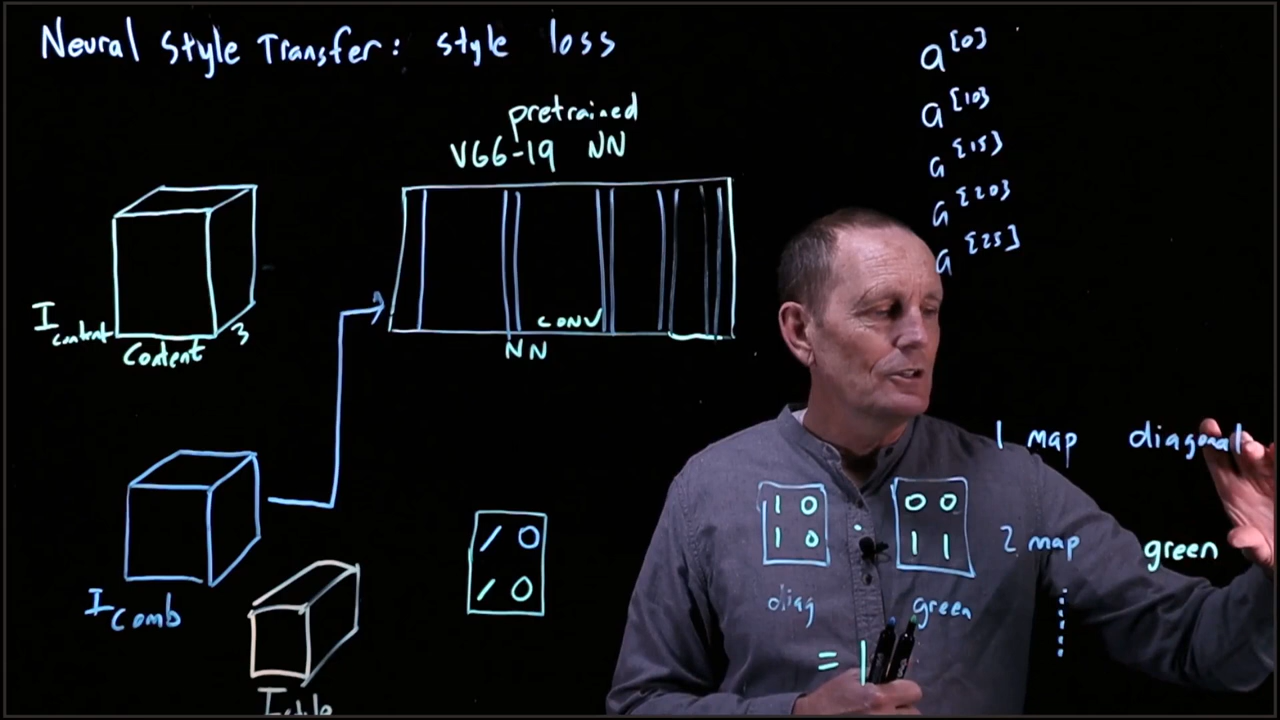 Neural Style Transfer: style loss
a[0]
a[10]
a[15]
a[20]
a[25]
pretrained
VGG-19 NN
CONV
NN
I content
Content
3
1 map diagonal
2 map green
1 0
1 0
.
0 0
1 1
diag
green
= 1
/ 0
/ 0
I comb
I style